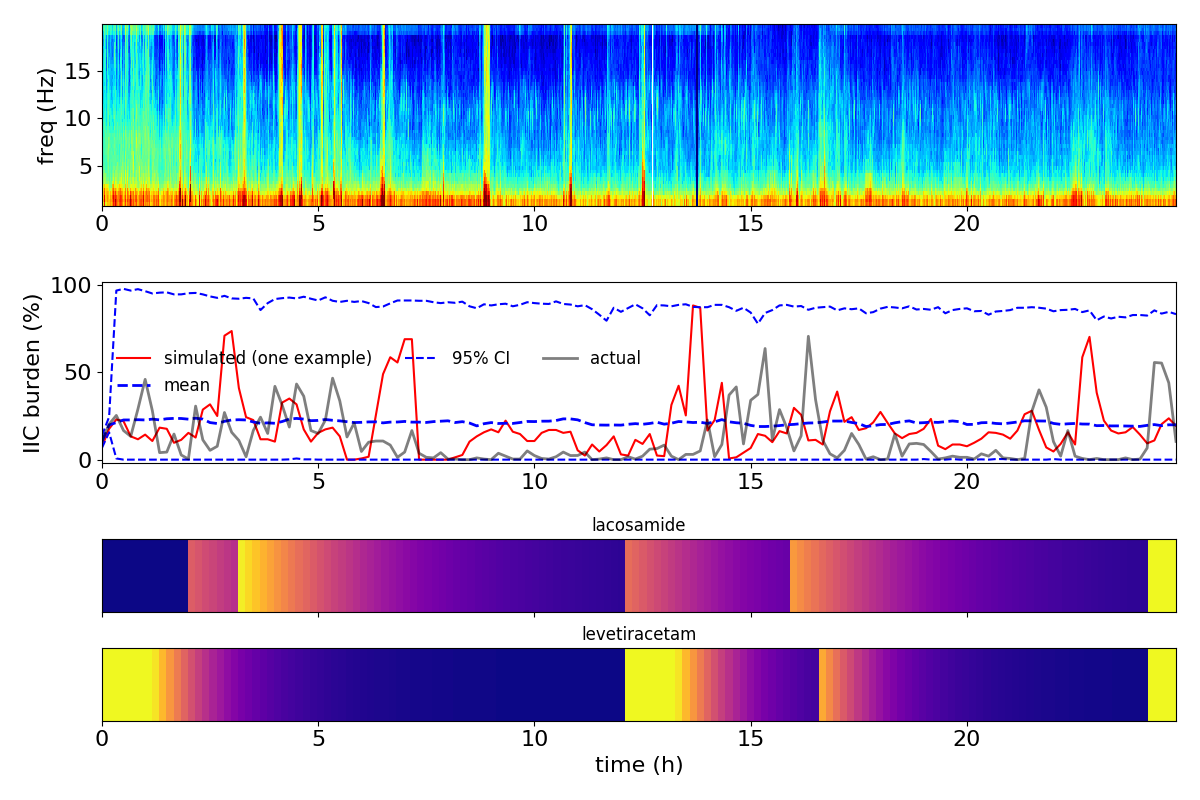 freq (Hz)
15
10
5
0 5 10 15 20
IIC burden (%)
100
50
0
simulated (one example) 95% CI actual
mean
0 5 10 15 20
lacosamide
levetiracetam
0 5 10 15 20
time (h)